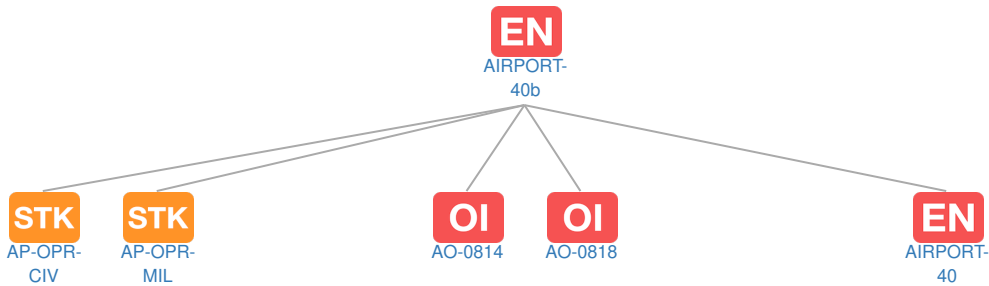 EN
AIRPORT-
40b
STK
AP-OPR-
CIV
STK
AP-OPR-
MIL
OI
AO-0814
OI
AO-0818
EN
AIRPORT-
40